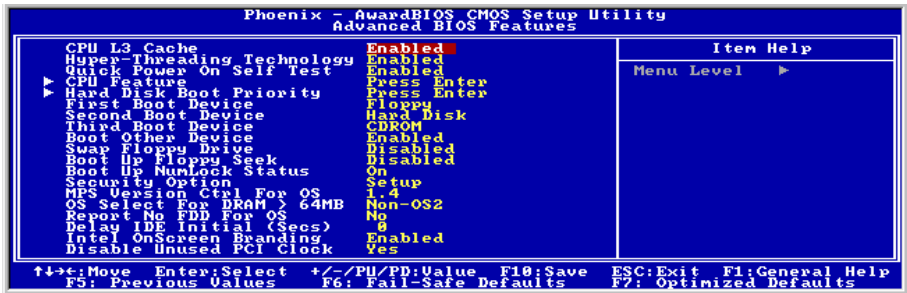 Phoenix - AwardBIOS CMOS Setup Utility
Advanced BIOS Features
CPU L3 Cache Enabled
Hyper-Threading Technology Enabled
Quick Power On Self Test Enabled
► CPU Feature Press Enter
► Hard Disk Boot Priority Press Enter
First Boot Device Floppy
Second Boot Device Hard Disk
Third Boot Device CDROM
Boot Other Device Enabled
Swap Floppy Drive Disabled
Boot Up Floppy Seek Disabled
Boot Up NumLock Status On
Security Option Setup
MPS Version Ctrl For OS 1.4
OS Select For DRAM > 64MB Non-OS2
Report No FDD For OS No
Delay IDE Initial (Secs) 0
Intel OnScreen Branding Enabled
Disable Unused PCI Clock Yes
Item Help
Menu Level ►
↑↓→←:Move Enter:Select +/-/PU/PD:Value F10:Save ESC:Exit F1:General Help
F5: Previous Values F6: Fail-Safe Defaults F7: Optimized Defaults